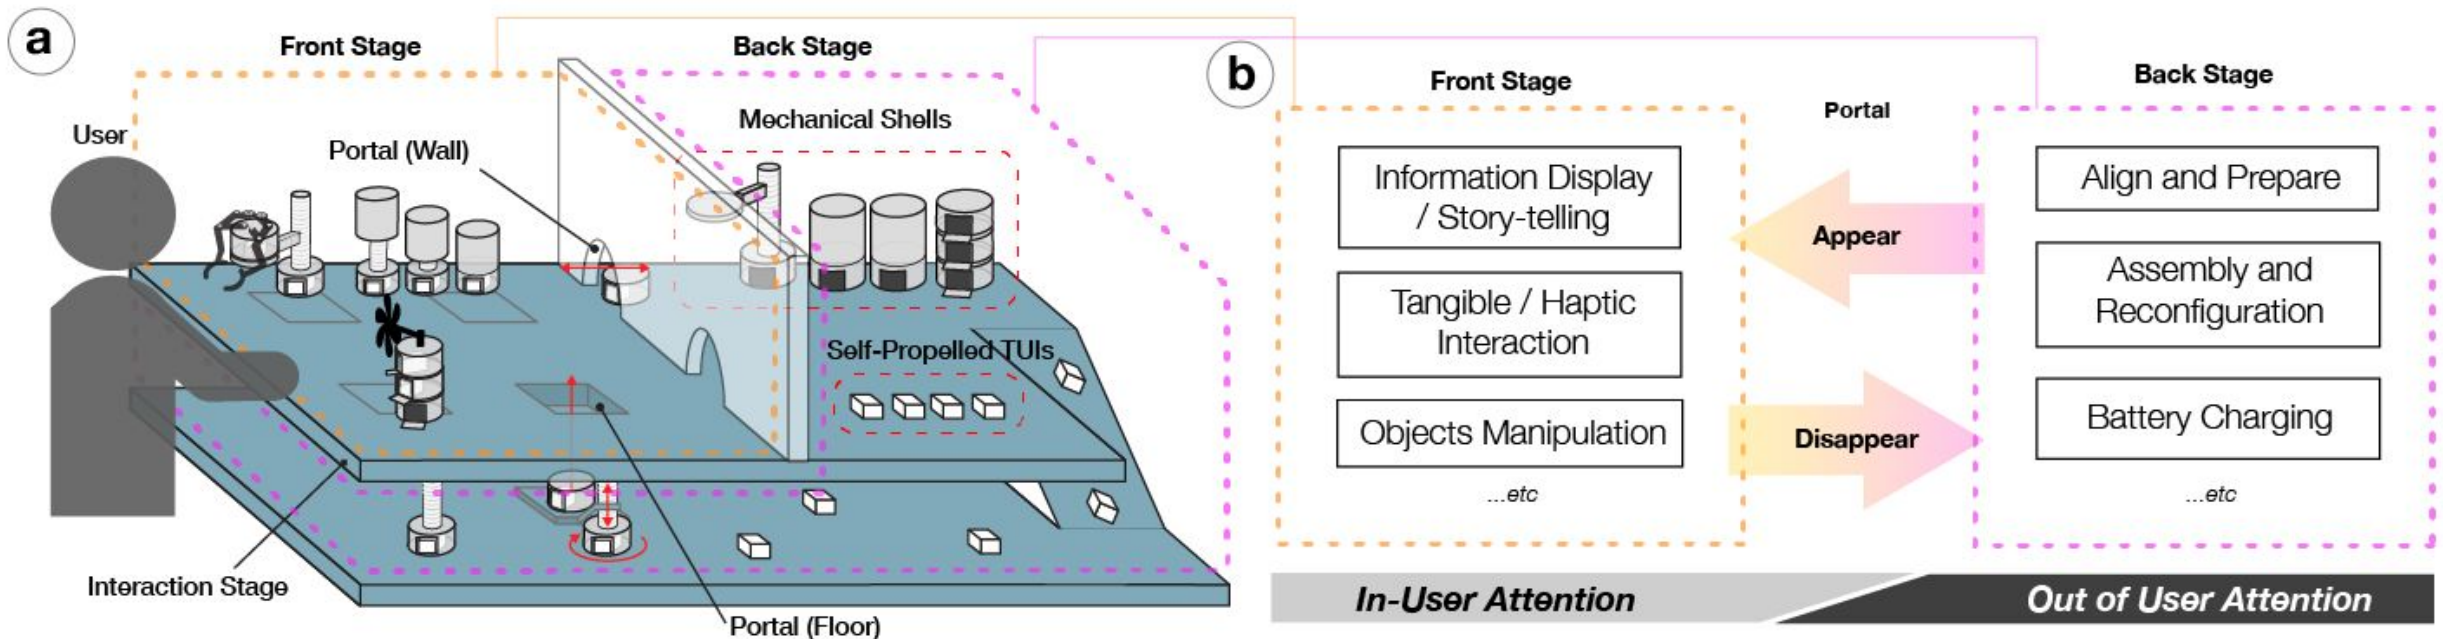 a
Front Stage
Back Stage
User
Portal (Wall)
Mechanical Shells
Self-Propelled TUIs
Interaction Stage
Portal (Floor)
b
Front Stage
Portal
Back Stage
Information Display
/ Story-telling
Tangible / Haptic
Interaction
Objects Manipulation
...etc
Appear
Disappear
Align and Prepare
Assembly and
Reconfiguration
Battery Charging
...etc
In-User Attention
Out of User Attention